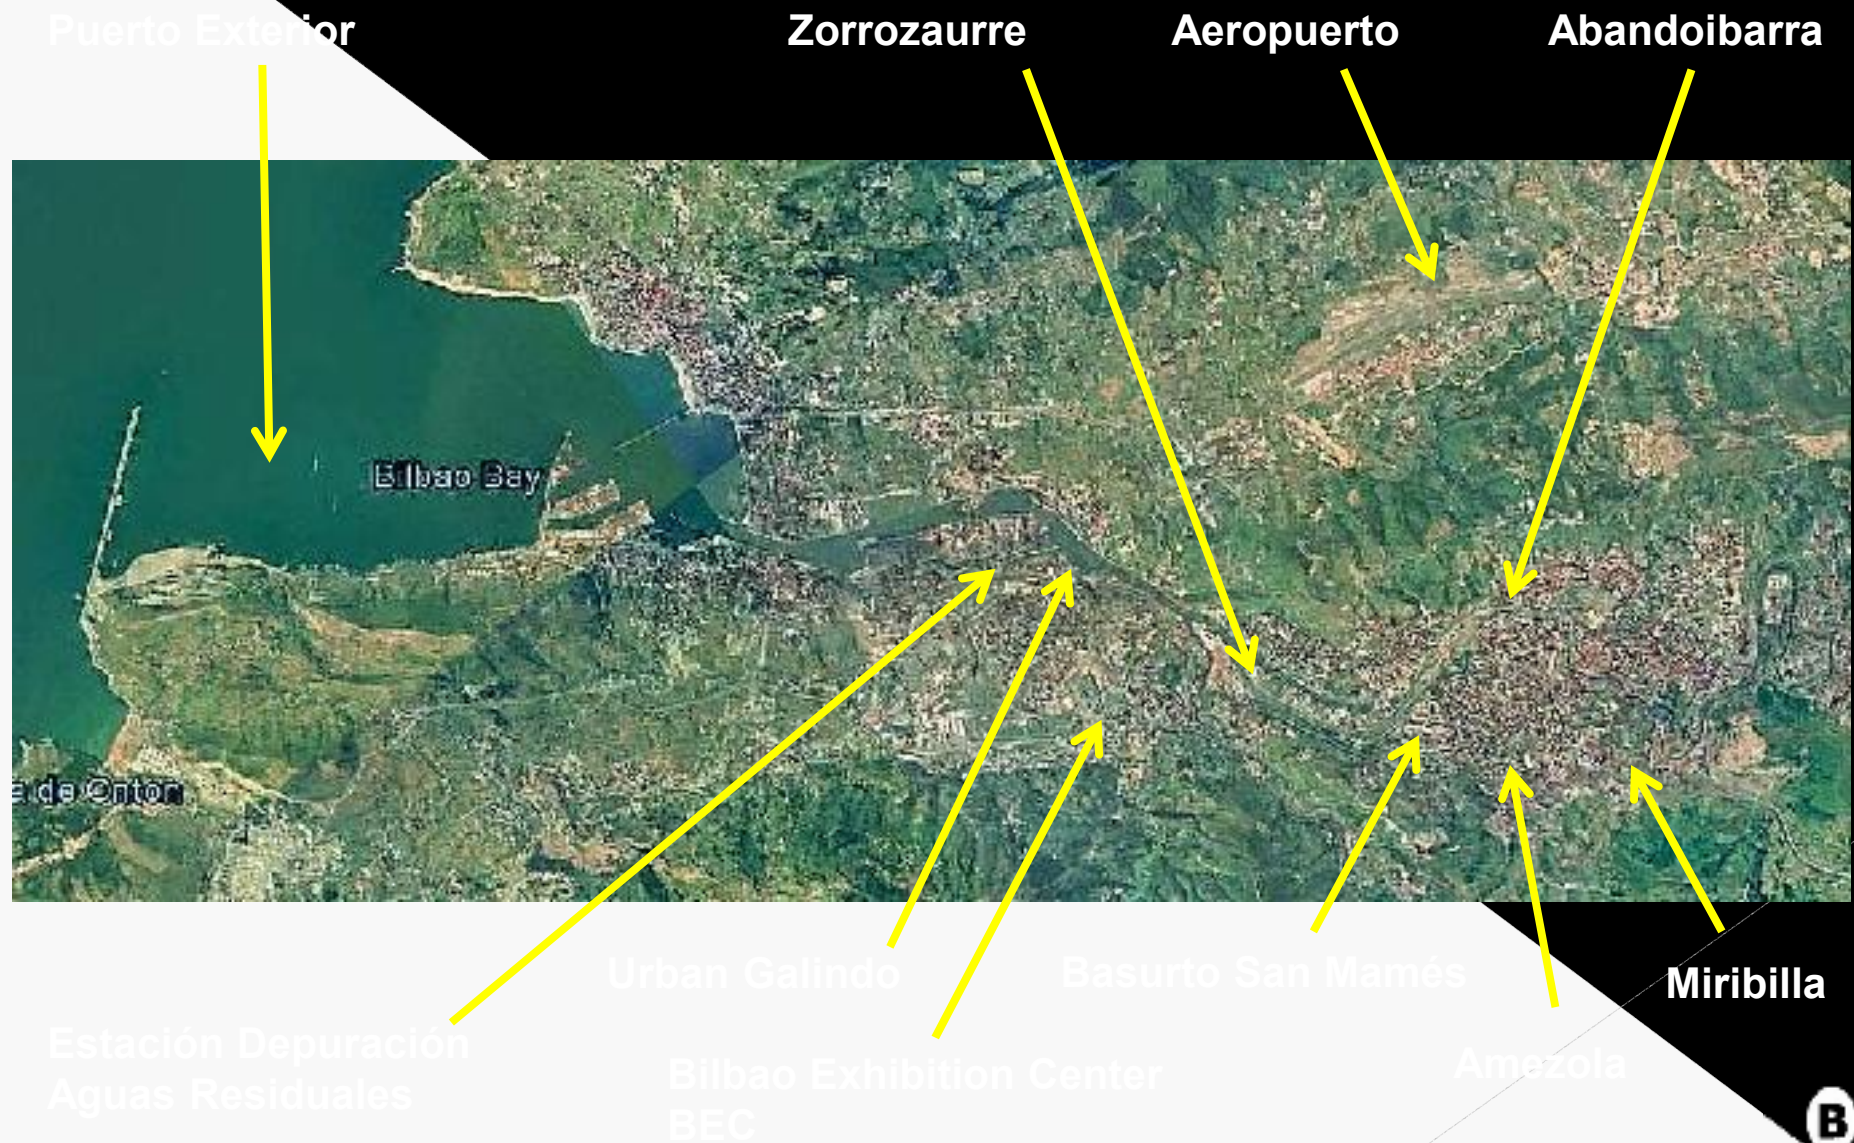 Puerto Exterior
Zorrozaurre
Aeropuerto
Abandoibarra
Bilbao Bay
de Onton
Urban Galindo
Basurto San Mamés
Miribilla
Estación Depuración
Aguas Residuales
Bilbao Exhibition Center
BEC
Amezola
B